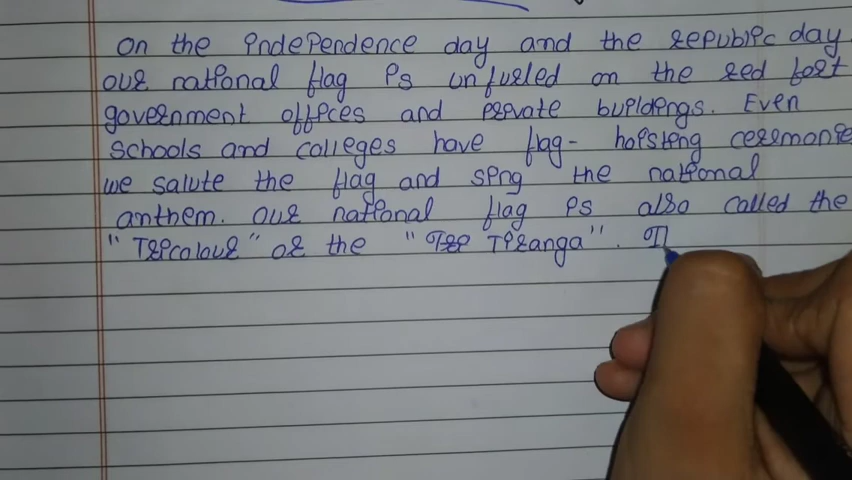 On the independence day and the republic day
our national flag is unfurled on the red fort
government offices and private buildings. Even
schools and colleges have flag- hoisting ceremonie
we salute the flag and sing the national
anthem. our national flag is also called the
"Tricolour" or the "Tiranga".